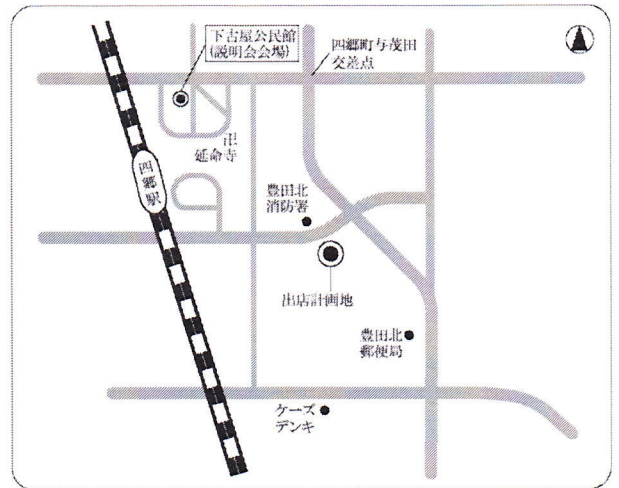 下古屋公民館
(説明会会場)
四郷町与茂田
交差点
卍
延命寺
四郷駅
豊田北
消防署
出店計画地
豊田北
郵便局
ケーズ
デンキ